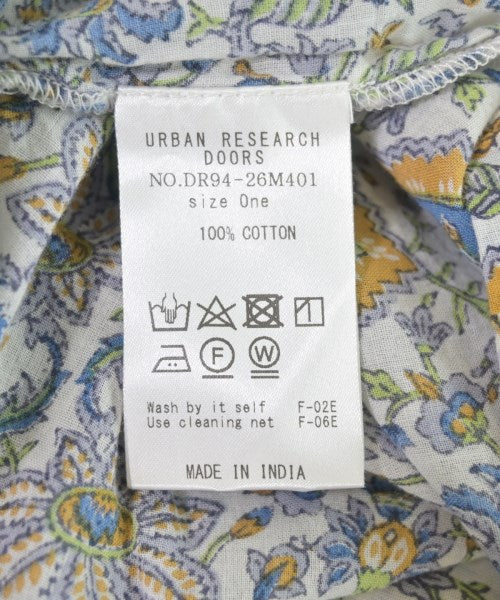 URBAN RESEARCH
DOORS
NO.DR94-26M401
size One
100% COTTON
F W
Wash by it self F-02E
Use cleaning net F-06E
MADE IN INDIA